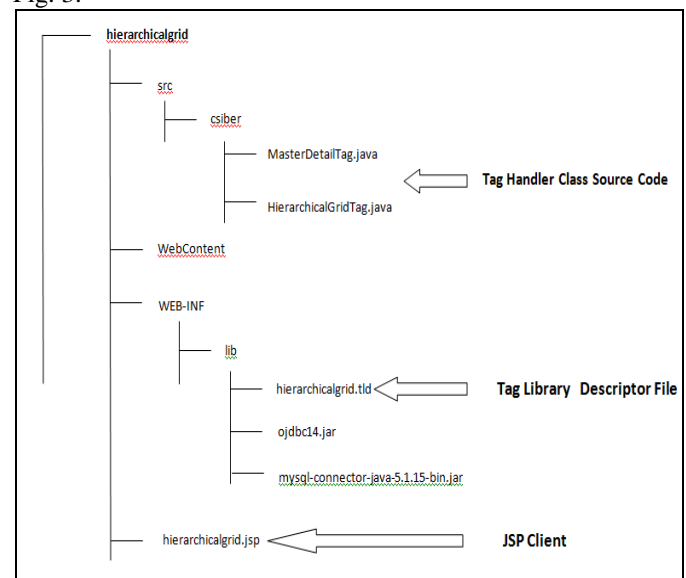 Fig. 3.
hierarchicalgrid
src
csiber
MasterDetailTag.java
Tag Handler Class Source Code
HierarchicalGridTag.java
WebContent
WEB-INF
lib
hierarchicalgrid.tld
Tag Library Descriptor File
ojdbc14.jar
mysql-connector-java-5.1.15-bin.jar
hierarchicalgrid.jsp
JSP Client